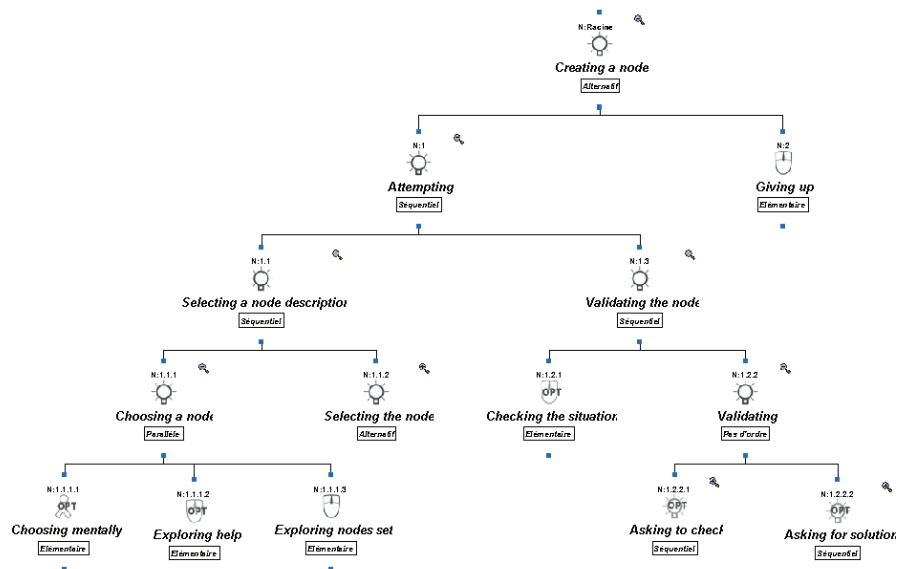 N:Racine
Creating a node
Alternatif
N:1
N:2
Attempting
Giving up
Séquentiel
Elémentaire
N:1.1
N:1.3
Selecting a node description
Validating the node
Séquentiel
Séquentiel
N:1.1.1
N:1.1.2
N:1.2.1
N:1.2.2
OPT
Choosing a node
Selecting the node
Checking the situation
Validating
Parallèle
Alternatif
Elémentaire
Pas d'ordre
N:1.1.1.1
N:1.1.1.2
N:1.1.1.3
N:1.2.2.1
N:1.2.2.2
OPT
OPT
OPT
OPT
Choosing mentally
Exploring help
Exploring nodes set
Asking to check
Asking for solution
Elémentaire
Elémentaire
Elémentaire
Séquentiel
Séquentiel